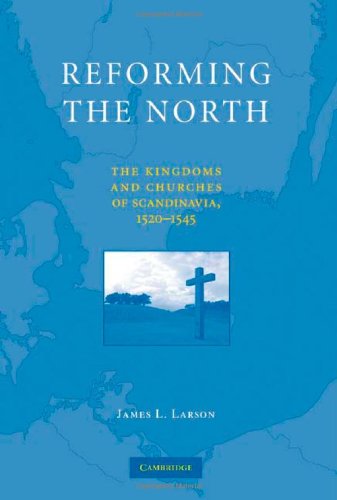 REFORMING
THE NORTH
THE KINGDOMS
AND CHURCHES
OF SCANDINAVIA,
1520–1545
JAMES L. LARSON
CAMBRIDGE